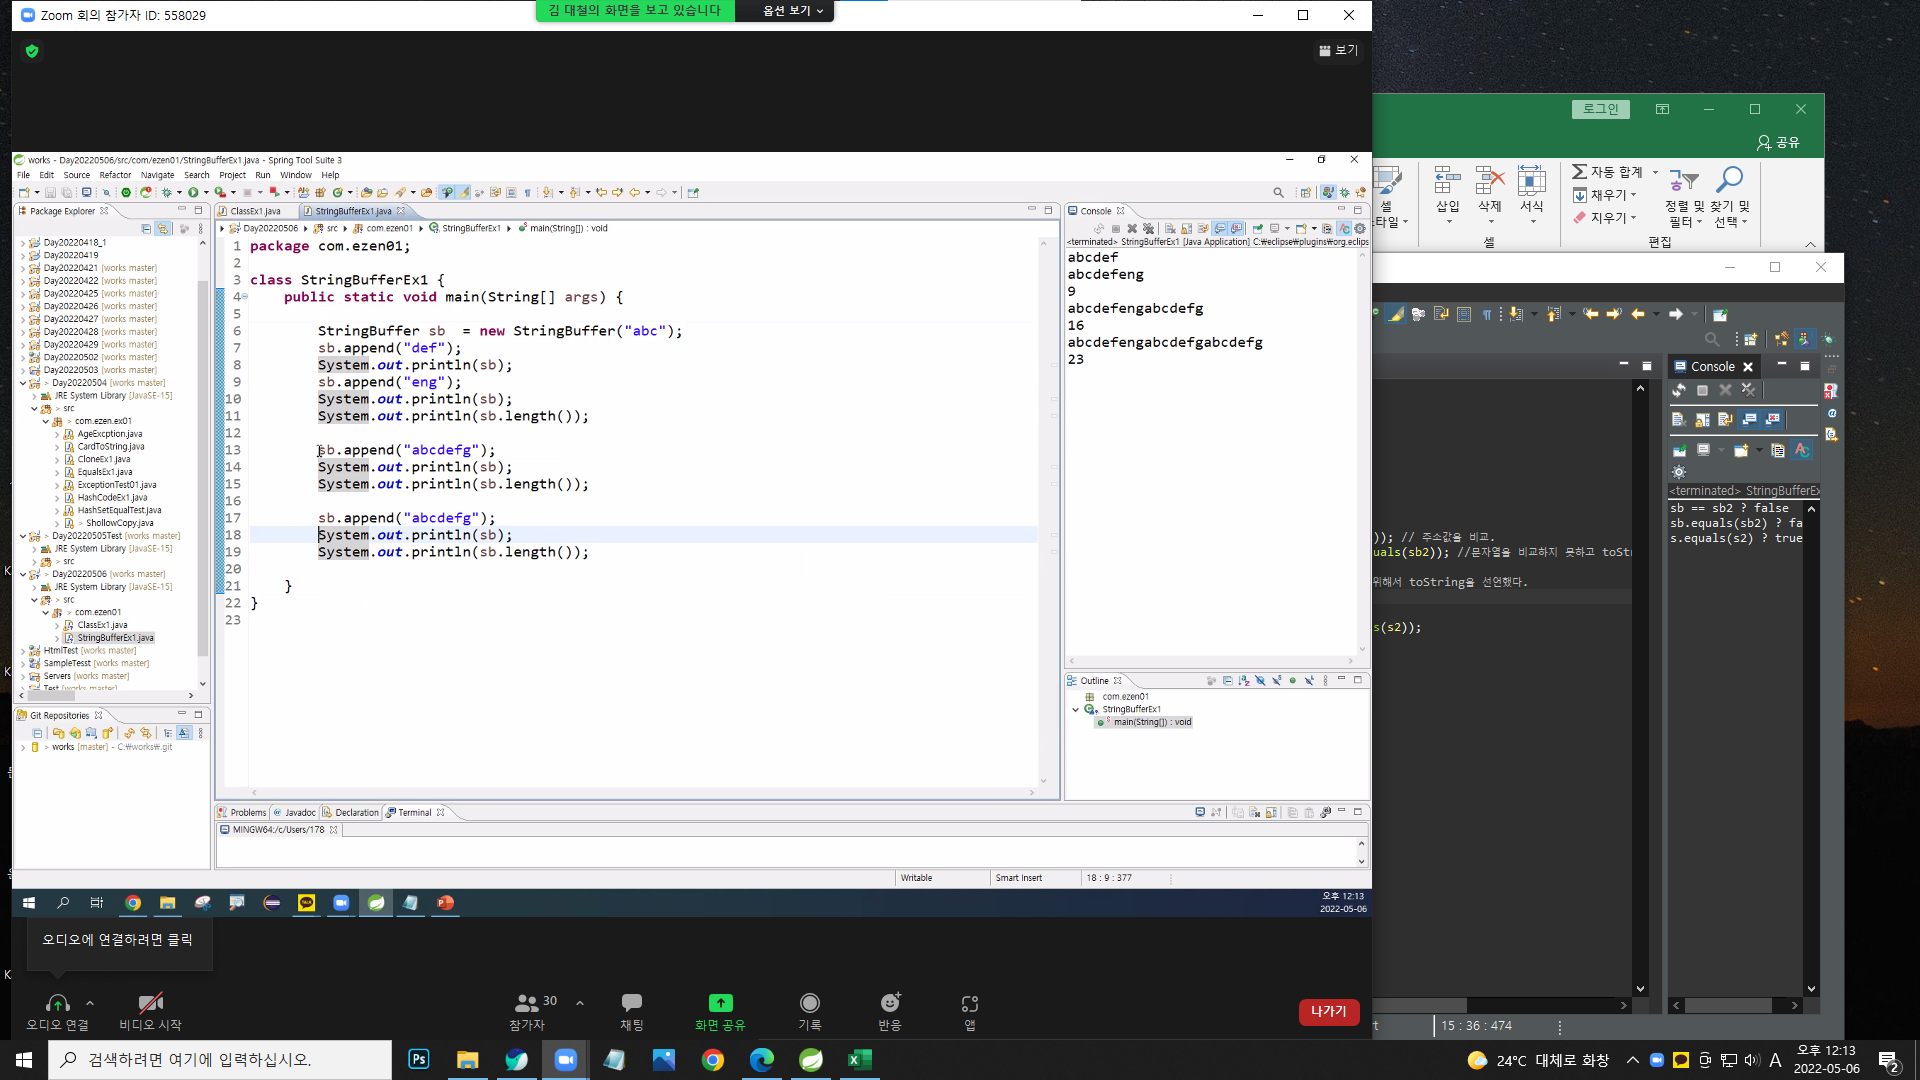 Zoom 회의 참가자 ID: 558029
김 대철의 화면을 보고 있습니다
옵션 보기
보기
works - Day20220506/src/com/ezen01/StringBufferEx1.java - Spring Tool Suite 3
File Edit Source Refactor Navigate Search Project Run Window Help
Package Explorer
Day20220418_1
Day20220419
Day20220421 [works master]
Day20220422 [works master]
Day20220425 [works master]
Day20220426 [works master]
Day20220427 [works master]
Day20220428 [works master]
Day20220429 [works master]
Day20220502 [works master]
Day20220503 [works master]
> Day20220504 [works master]
JRE System Library [JavaSE-15]
> src
> com.ezen.ex01
AgeExcption.java
CardToString.java
CloneEx1.java
EqualsEx1.java
ExceptionTest01.java
HashCodeEx1.java
HashSetEqualTest.java
> ShollowCopy.java
> Day20220505Test [works master]
JRE System Library [JavaSE-15]
> src
> Day20220506 [works master]
JRE System Library [JavaSE-15]
> src
> com.ezen01
ClassEx1.java
StringBufferEx1.java
HtmlTest [works master]
SampleTesst [works master]
Servers [works master]
Test [works master]
Git Repositories
> works [master] - C:₩works₩.git
ClassEx1.java
StringBufferEx1.java
Day20220506 src com.ezen01 StringBufferEx1 main(String[]) : void
1 package com.ezen01;
2
3 class StringBufferEx1 {
4 public static void main(String[] args) {
5
6 StringBuffer sb  = new StringBuffer("abc");
7 sb.append("def");
8 System.out.println(sb);
9 sb.append("eng");
10 System.out.println(sb);
11 System.out.println(sb.length());
12
13 sb.append("abcdefg");
14 System.out.println(sb);
15 System.out.println(sb.length());
16
17 sb.append("abcdefg");
18 System.out.println(sb);
19 System.out.println(sb.length());
20
21 }
22 }
23
Console
<terminated> StringBufferEx1 [Java Application] C:₩eclipse₩plugins₩org.eclips
abcdef
abcdefeng
9
abcdefengabcdefg
16
abcdefengabcdefgabcdefg
23
Outline
com.ezen01
StringBufferEx1
main(String[]) : void
Problems @ Javadoc Declaration Terminal
MINGW64:/c/Users/178
Writable Smart Insert 18 : 9 : 377
오후 12:13
2022-05-06
오디오에 연결하려면 클릭
오디오 연결
비디오 시작
30
참가자
채팅
화면 공유
기록
반응
앱
나가기
로그인
공유
셀
타일
삽입
삭제
서식
셀
자동 합계
채우기
지우기
정렬 및
필터
찾기 및
선택
편집
Console
<terminated> StringBufferEx
sb == sb2 ? false
sb.equals(sb2) ? fa
s.equals(s2) ? true
)); // 주소값을 비교.
uals(sb2)); //문자열을 비교하지 못하고 toStr
위해서 toString을 선언했다.
s(s2));
rt
15 : 36 : 474
검색하려면 여기에 입력하십시오.
24°C 대체로 화창
A
오후 12:13
2022-05-06
2